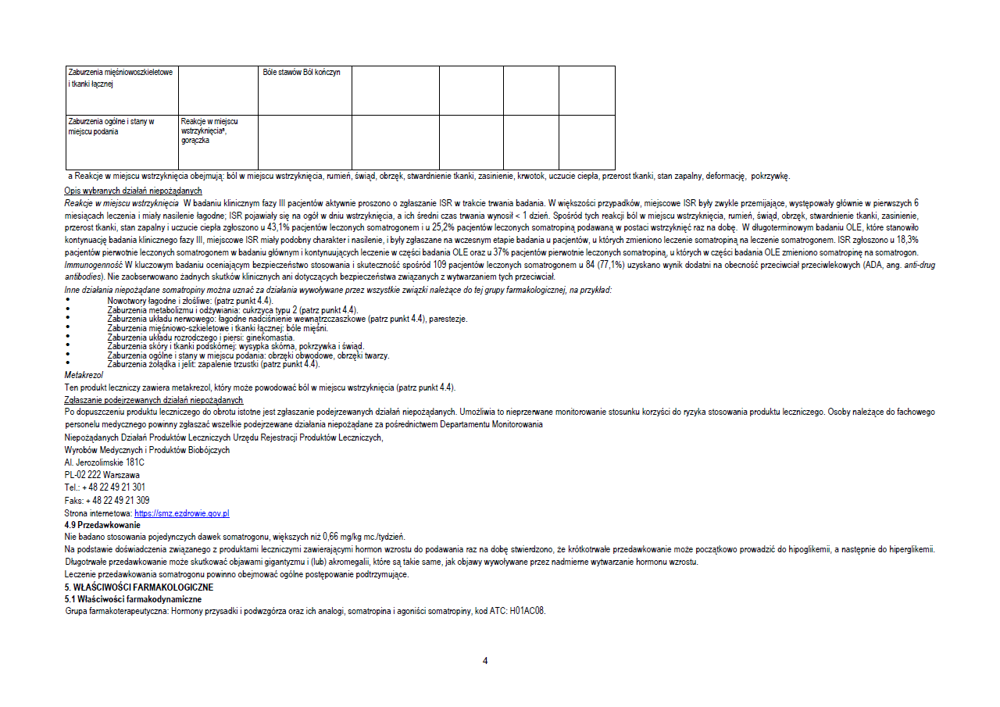 Zaburzenia mięśniowoszkieletowe
i tkanki łącznej
Bóle stawów Ból kończyn
Zaburzenia ogólne i stany w
miejscu podania
Reakcje w miejscu
wstrzyknięciaª,
gorączka
a Reakcje w miejscu wstrzyknięcia obejmują: ból w miejscu wstrzyknięcia, rumień, świąd, obrzęk, stwardnienie tkanki, zasinienie, krwotok, uczucie ciepła, przerost tkanki, stan zapalny, deformację, pokrzywkę.
Opis wybranych działań niepożądanych
Reakcje w miejscu wstrzyknięcia W badaniu klinicznym fazy III pacjentów aktywnie proszono o zgłaszanie ISR w trakcie trwania badania. W większości przypadków, miejscowe ISR były zwykle przemijające, występowały głównie w pierwszych 6
miesiącach leczenia i miały nasilenie łagodne; ISR pojawiały się na ogół w dniu wstrzyknięcia, a ich średni czas trwania wynosił < 1 dzień. Spośród tych reakcji ból w miejscu wstrzyknięcia, rumień, świąd, obrzęk, stwardnienie tkanki, zasinienie,
przerost tkanki, stan zapalny i uczucie ciepła zgłoszono u 43,1% pacjentów leczonych somatrogonem i u 25,2% pacjentów leczonych somatropiną podawaną w postaci wstrzyknięć raz na dobę. W długoterminowym badaniu OLE, które stanowiło
kontynuację badania klinicznego fazy III, miejscowe ISR miały podobny charakter i nasilenie, i były zgłaszane na wczesnym etapie badania u pacjentów, u których zmieniono leczenie somatropiną na leczenie somatrogonem. ISR zgłoszono u 18,3%
pacjentów pierwotnie leczonych somatrogonem w badaniu głównym i kontynuujących leczenie w części badania OLE oraz u 37% pacjentów pierwotnie leczonych somatropiną, u których w części badania OLE zmieniono somatropinę na somatrogon.
Immunogenność W kluczowym badaniu oceniającym bezpieczeństwo stosowania i skuteczność spośród 109 pacjentów leczonych somatrogonem u 84 (77,1%) uzyskano wynik dodatni na obecność przeciwciał przeciwlekowych (ADA, ang. anti-drug
antibodies). Nie zaobserwowano żadnych skutków klinicznych ani dotyczących bezpieczeństwa związanych z wytwarzaniem tych przeciwciał.
Inne działania niepożądane somatropiny można uznać za działania wywoływane przez wszystkie związki należące do tej grupy farmakologicznej, na przykład:
• Nowotwory łagodne i złośliwe: (patrz punkt 4.4).
• Zaburzenia metabolizmu i odżywiania: cukrzyca typu 2 (patrz punkt 4.4).
• Zaburzenia układu nerwowego: łagodne nadciśnienie wewnątrzczaszkowe (patrz punkt 4.4), parestezje.
• Zaburzenia mięśniowo-szkieletowe i tkanki łącznej: bóle mięśni.
• Zaburzenia układu rozrodczego i piersi: ginekomastia.
• Zaburzenia skóry i tkanki podskórnej: wysypka skórna, pokrzywka i świąd.
• Zaburzenia ogólne i stany w miejscu podania: obrzęki obwodowe, obrzęki twarzy.
• Zaburzenia żołądka i jelit: zapalenie trzustki (patrz punkt 4.4).
Metakrezol
Ten produkt leczniczy zawiera metakrezol, który może powodować ból w miejscu wstrzyknięcia (patrz punkt 4.4).
Zgłaszanie podejrzewanych działań niepożądanych
Po dopuszczeniu produktu leczniczego do obrotu istotne jest zgłaszanie podejrzewanych działań niepożądanych. Umożliwia to nieprzerwane monitorowanie stosunku korzyści do ryzyka stosowania produktu leczniczego. Osoby należące do fachowego
personelu medycznego powinny zgłaszać wszelkie podejrzewane działania niepożądane za pośrednictwem Departamentu Monitorowania
Niepożądanych Działań Produktów Leczniczych Urzędu Rejestracji Produktów Leczniczych,
Wyrobów Medycznych i Produktów Biobójczych
Al. Jerozolimskie 181C
PL-02 222 Warszawa
Tel.: + 48 22 49 21 301
Faks: + 48 22 49 21 309
Strona internetowa: https://smz.ezdrowie.gov.pl
4.9 Przedawkowanie
Nie badano stosowania pojedynczych dawek somatrogonu, większych niż 0,66 mg/kg mc./tydzień.
Na podstawie doświadczenia związanego z produktami leczniczymi zawierającymi hormon wzrostu do podawania raz na dobę stwierdzono, że krótkotrwałe przedawkowanie może początkowo prowadzić do hipoglikemii, a następnie do hiperglikemii.
Długotrwałe przedawkowanie może skutkować objawami gigantyzmu i (lub) akromegalii, które są takie same, jak objawy wywoływane przez nadmierne wytwarzanie hormonu wzrostu.
Leczenie przedawkowania somatrogonu powinno obejmować ogólne postępowanie podtrzymujące.
5. WŁAŚCIWOŚCI FARMAKOLOGICZNE
5.1 Właściwości farmakodynamiczne
Grupa farmakoterapeutyczna: Hormony przysadki i podwzgórza oraz ich analogi, somatropina i agoniści somatropiny, kod ATC: H01AC08.
4